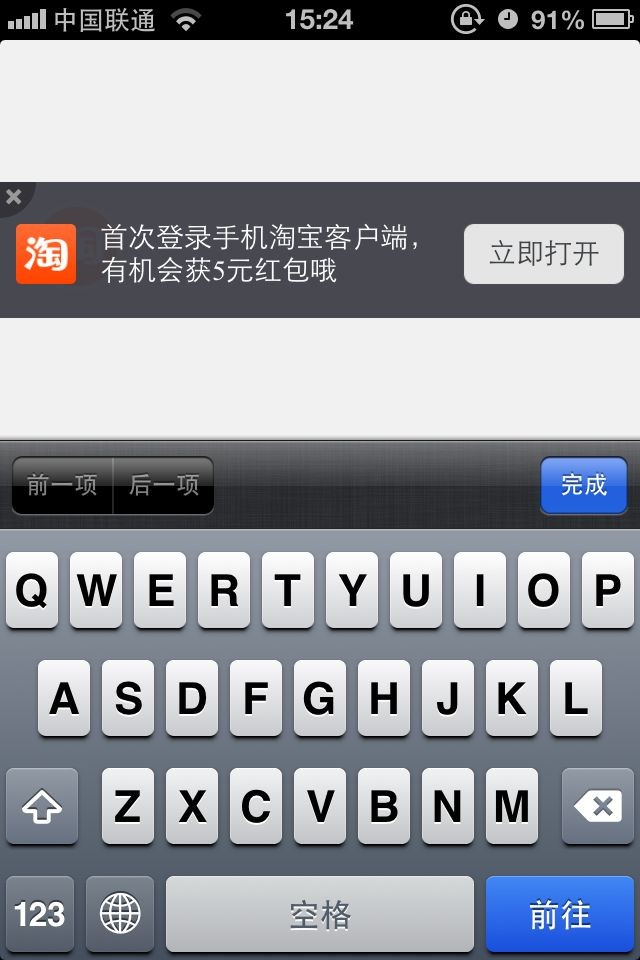 中国联通 15:24 91%
淘
首次登录手机淘宝客户端，
有机会获5元红包哦
立即打开
前一项 后一项 完成
Q W E R T Y U I O P
A S D F G H J K L
Z X C V B N M
123 空格 前往